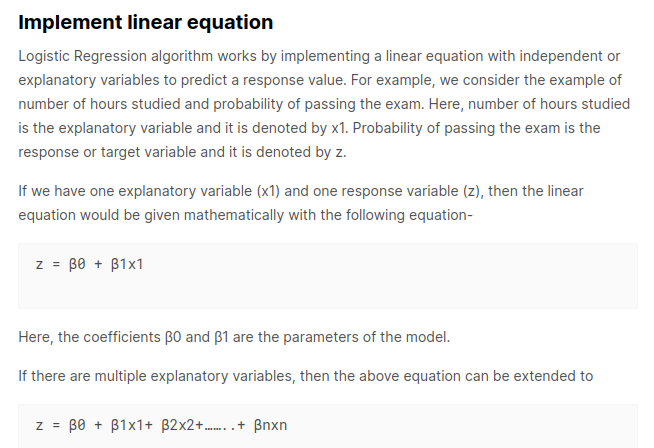 Implement linear equation
Logistic Regression algorithm works by implementing a linear equation with independent or
explanatory variables to predict a response value. For example, we consider the example of
number of hours studied and probability of passing the exam. Here, number of hours studied
is the explanatory variable and it is denoted by x1. Probability of passing the exam is the
response or target variable and it is denoted by z.
If we have one explanatory variable (x1) and one response variable (z), then the linear
equation would be given mathematically with the following equation-
z = β0 + β1x1
Here, the coefficients β0 and β1 are the parameters of the model.
If there are multiple explanatory variables, then the above equation can be extended to
z = β0 + β1x1+ β2x2+……..+ βnxn